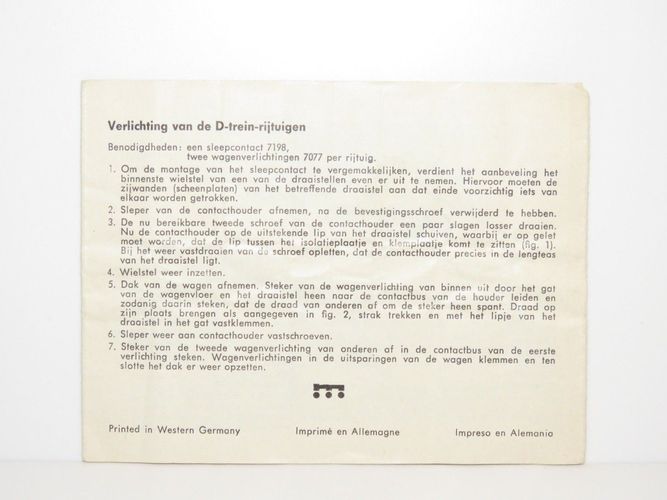 Verlichting van de D-trein-rijtuigen
Benodigdheden: een sleepcontact 7198,
twee wagenverlichtingen 7077 per rijtuig.
1. Om de montage van het sleepcontact te vergemakkelijken, verdient het aanbeveling het
binnenste wielstel van een van de draaistellen even er uit te nemen. Hiervoor moeten de
zijwanden (scheenplaten) van het betreffende draaistel aan dat einde voorzichtig iets van
elkaar worden getrokken.
2. Sleper van de contacthouder afnemen, na de bevestigingsschroef verwijderd te hebben.
3. De nu bereikbare tweede schroef van de contacthouder een paar slagen losser draaien.
Nu de contacthouder op de uitstekende lip van het draaistel schuiven, waarbij er op gelet
moet worden, dat de lip tussen het isolatieplaatje en klemplaatje komt te zitten (fig. 1).
Bij het weer vastdraaien van de schroef opletten, dat de contacthouder precies in de lengteas
van het draaistel ligt.
4. Wielstel weer inzetten.
5. Dak van de wagen afnemen. Steker van de wagenverlichting van binnen uit door het gat
van de wagenvloer en het draaistel heen naar de contactbus van de houder leiden en
zodanig daarin steken, dat de draad van onderen af om de steker heen spant. Draad op
zijn plaats brengen als aangegeven in fig. 2, strak trekken en met het lipje van het
draaistel in het gat vastklemmen.
6. Sleper weer aan contacthouder vastschroeven.
7. Steker van de tweede wagenverlichting van onderen af in de contactbus van de eerste
verlichting steken. Wagenverlichtingen in de uitsparingen van de wagen klemmen en ten
slotte het dak er weer opzetten.
Printed in Western Germany Imprimé en Allemagne Impreso en Alemania